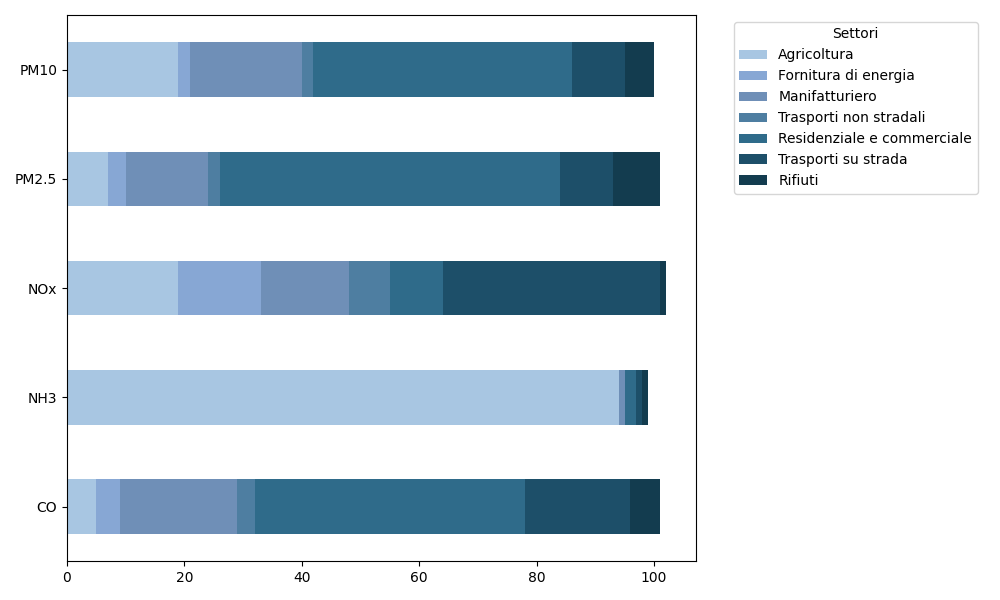 PM10
PM2.5
NOx
NH3
CO
0 20 40 60 80 100
Settori
Agricoltura
Fornitura di energia
Manifatturiero
Trasporti non stradali
Residenziale e commerciale
Trasporti su strada
Rifiuti